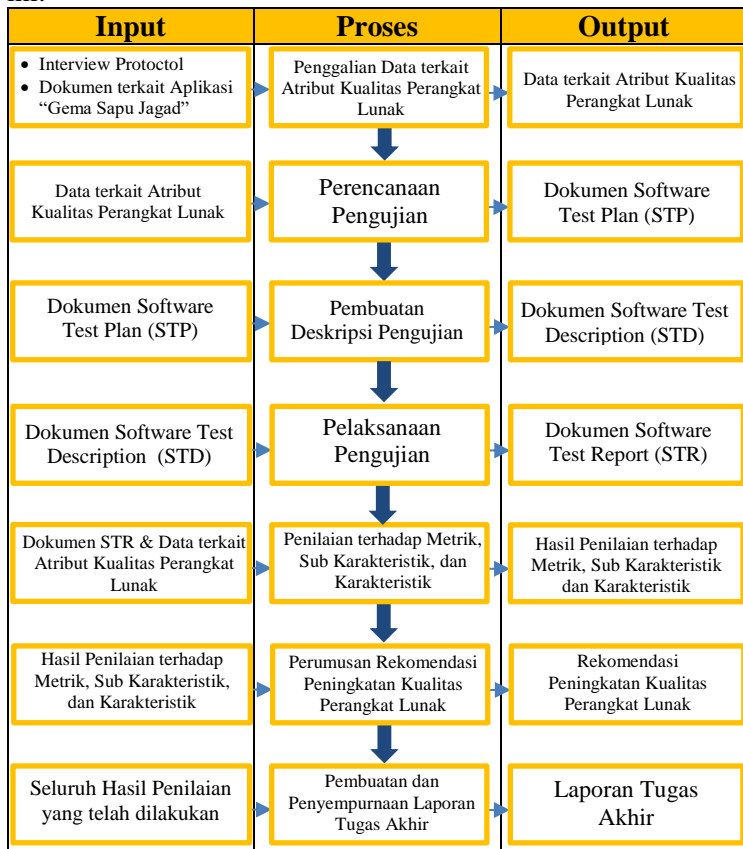 Input
Proses
Output
• Interview Protoctol
• Dokumen terkait Aplikasi
“Gema Sapu Jagad”
Penggalian Data terkait
Atribut Kualitas Perangkat
Lunak
Data terkait Atribut Kualitas
Perangkat Lunak
Data terkait Atribut
Kualitas Perangkat Lunak
Perencanaan
Pengujian
Dokumen Software
Test Plan (STP)
Dokumen Software
Test Plan (STP)
Pembuatan
Deskripsi Pengujian
Dokumen Software Test
Description (STD)
Dokumen Software Test
Description (STD)
Pelaksanaan
Pengujian
Dokumen Software
Test Report (STR)
Dokumen STR & Data terkait
Atribut Kualitas Perangkat
Lunak
Penilaian terhadap Metrik,
Sub Karakteristik, dan
Karakteristik
Hasil Penilaian terhadap
Metrik, Sub Karakteristik
dan Karakteristik
Hasil Penilaian terhadap
Metrik, Sub Karakteristik,
dan Karakteristik
Perumusan Rekomendasi
Peningkatan Kualitas
Perangkat Lunak
Rekomendasi
Peningkatan Kualitas
Perangkat Lunak
Seluruh Hasil Penilaian
yang telah dilakukan
Pembuatan dan
Penyempurnaan Laporan
Tugas Akhir
Laporan Tugas
Akhir